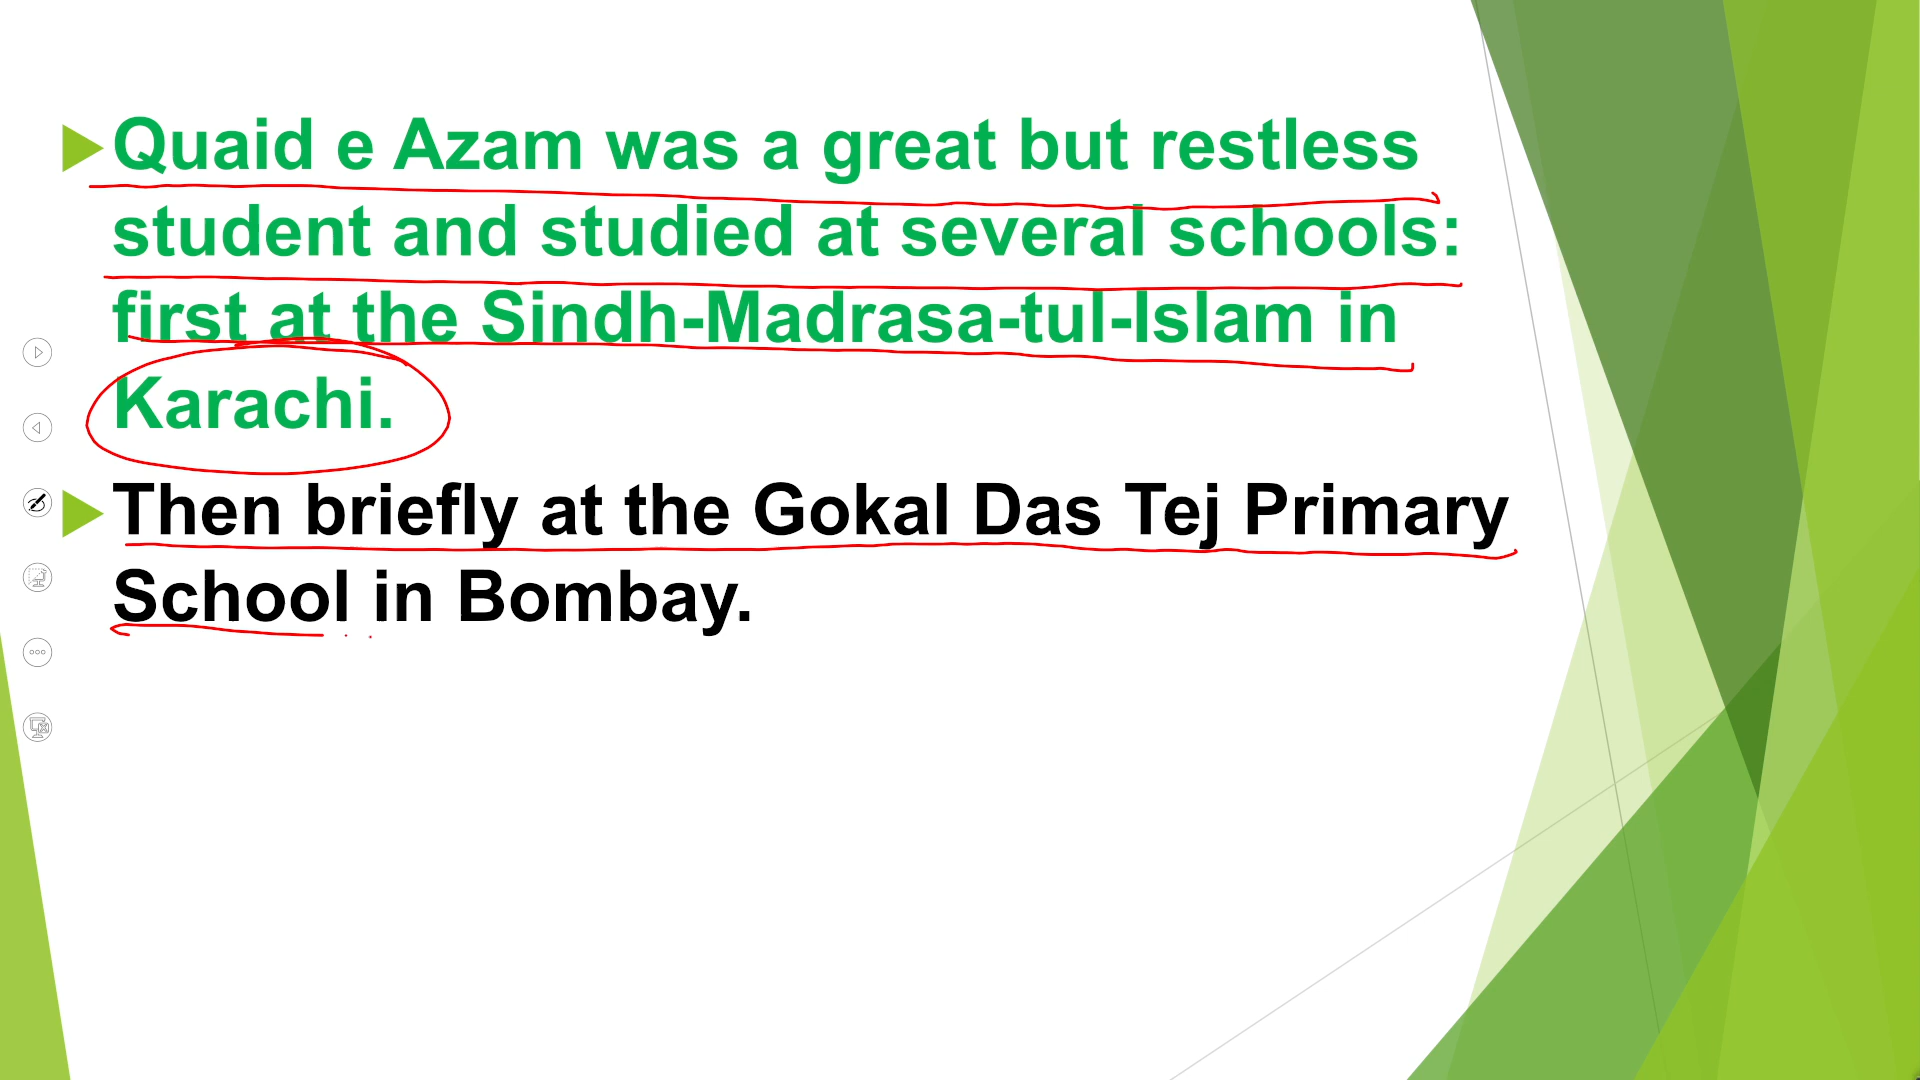 Quaid e Azam was a great but restless
student and studied at several schools:
first at the Sindh-Madrasa-tul-Islam in
Karachi.
Then briefly at the Gokal Das Tej Primary
School in Bombay.